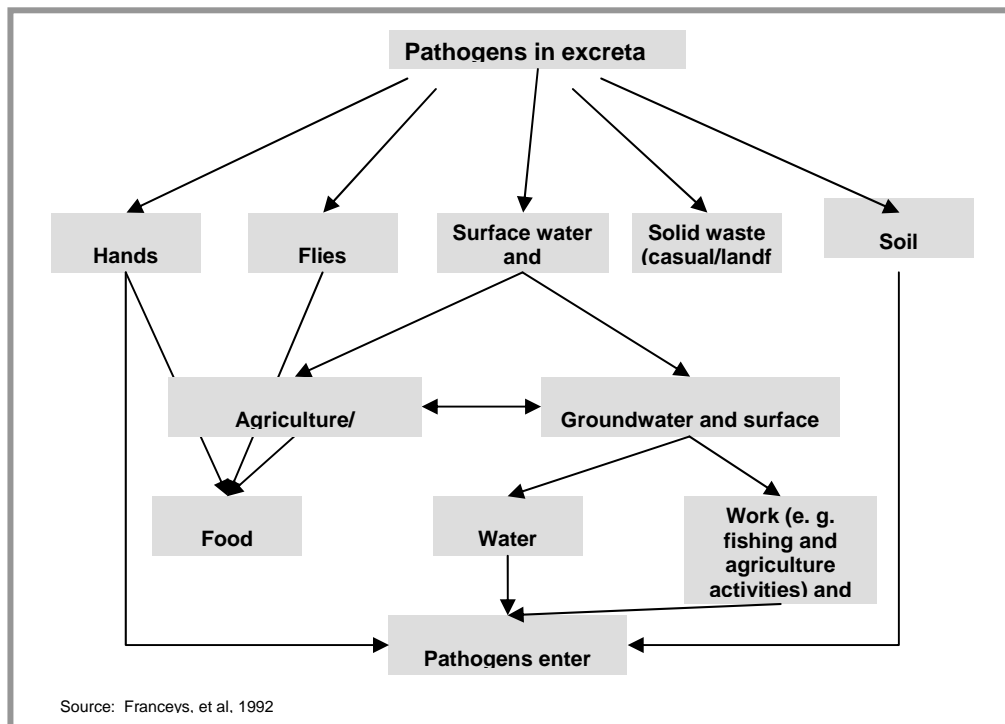 Pathogens in excreta
Hands
Flies
Surface water
and
Solid waste
(casual/landf
Soil
Agriculture/
Groundwater and surface
Food
Water
Work (e. g.
fishing and
agriculture
activities) and
Pathogens enter
Source: Franceys, et al, 1992